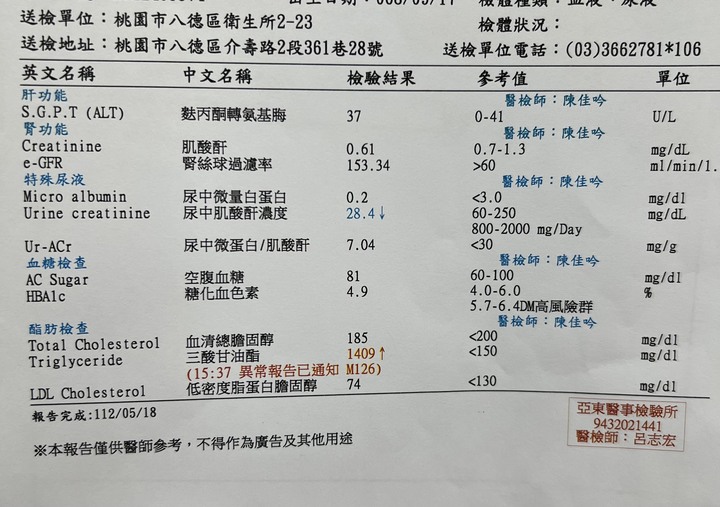 送檢單位：桃園市八德區衛生所2-23
檢體狀況：
送檢地址：桃園市八德區介壽路2段361巷28號 送檢單位電話：(03)3662781*106
英文名稱 中文名稱 檢驗結果 參考值 單位
肝功能 醫檢師：陳佳吟
S.G.P.T (ALT) 麩丙酮轉氨基脢 37 0-41 U/L
腎功能 醫檢師：陳佳吟
Creatinine 肌酸酐 0.61 0.7-1.3 mg/dL
e-GFR 腎絲球過濾率 153.34 >60 ml/min/1.
特殊尿液 醫檢師：陳佳吟
Micro albumin 尿中微量白蛋白 0.2 <3.0 mg/dl
Urine creatinine 尿中肌酸酐濃度 28.4↓ 60-250 mg/dL
800-2000 mg/Day
Ur-ACr 尿中微蛋白/肌酸酐 7.04 <30 mg/g
血糖檢查 醫檢師：陳佳吟
AC Sugar 空腹血糖 81 60-100 mg/dl
HBA1c 糖化血色素 4.9 4.0-6.0 %
5.7-6.4DM高風險群
酯肪檢查 醫檢師：陳佳吟
Total Cholesterol 血清總膽固醇 185 <200 mg/dl
Triglyceride 三酸甘油酯 1409↑ <150 mg/dl
(15:37 異常報告已通知 M126)
LDL Cholesterol 低密度脂蛋白膽固醇 74 <130 mg/dl
報告完成:112/05/18
亞東醫事檢驗所
9432021441
醫檢師：呂志宏
※本報告僅供醫師參考，不得作為廣告及其他用途